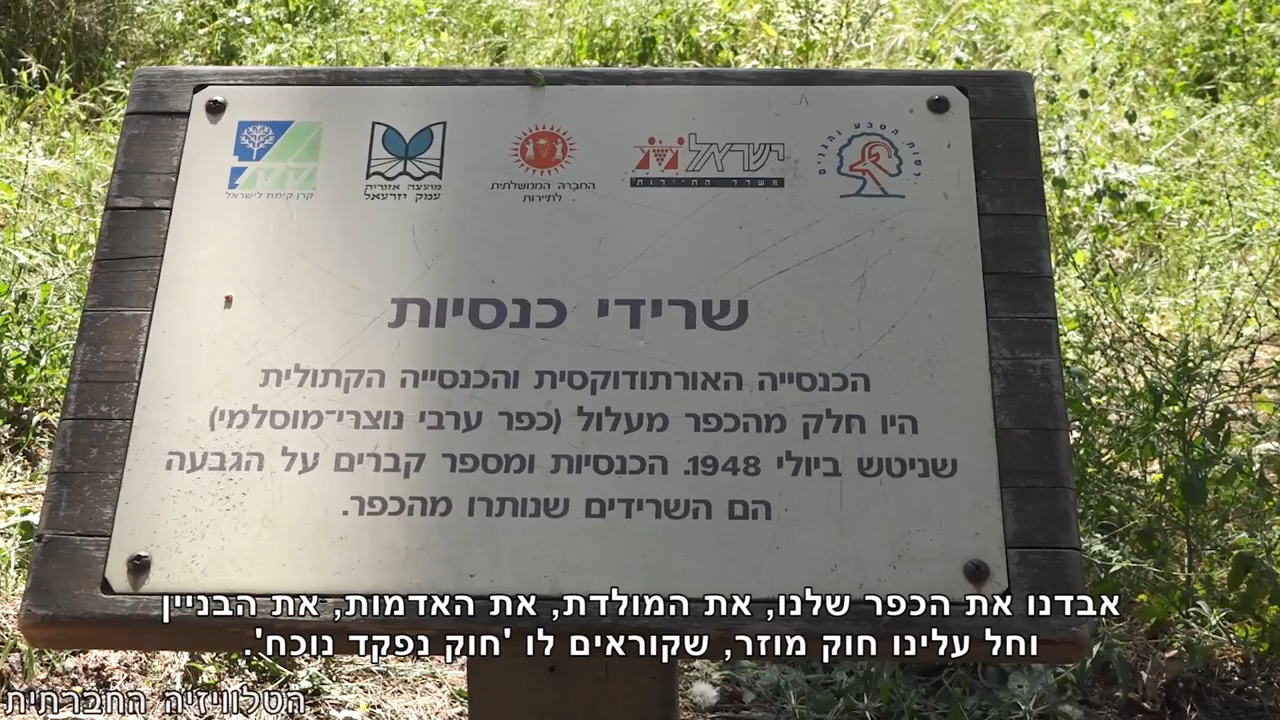 קרן קימת לישראל
מועצה אזורית
עמק יזרעאל
החברה הממשלתית
לתיירות
ישראל
משרד התיירות
רשות הטבע והגנים
שרידי כנסיות
הכנסייה האורתודוקסית והכנסייה הקתולית
היו חלק מהכפר מעלול (כפר ערבי נוצרי־מוסלמי)
שניטש ביולי 1948. הכנסיות ומספר קברים על הגבעה
הם השרידים שנותרו מהכפר.
אבדנו את הכפר שלנו, את המולדת, את האדמות, את הבניין
וחל עלינו חוק מוזר, שקוראים לו 'חוק נפקד נוכח'.
הטלוויזיה החברתית